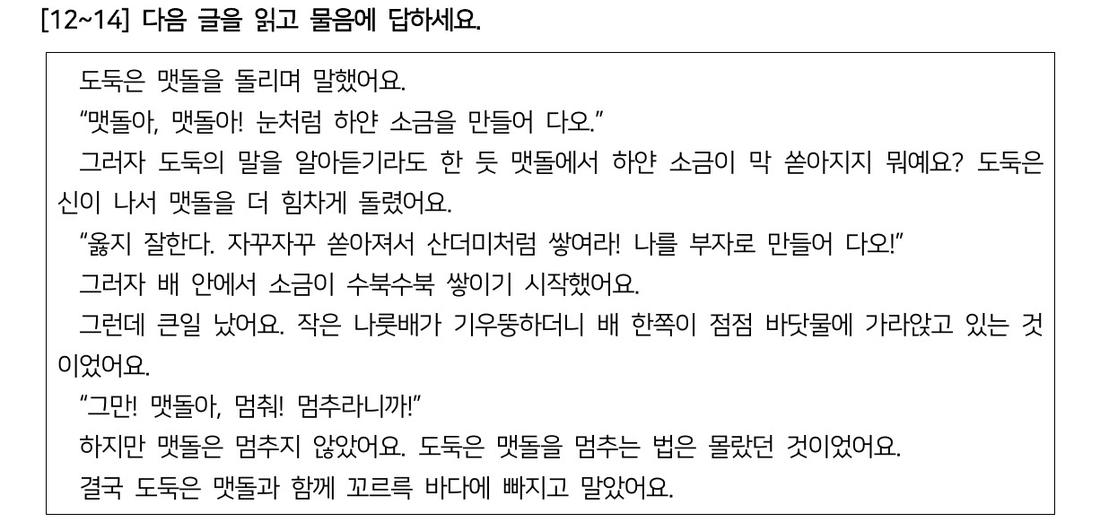 [12~14] 다음 글을 읽고 물음에 답하세요.
도둑은 맷돌을 돌리며 말했어요.
“맷돌아, 맷돌아! 눈처럼 하얀 소금을 만들어 다오.”
그러자 도둑의 말을 알아듣기라도 한 듯 맷돌에서 하얀 소금이 막 쏟아지지 뭐예요? 도둑은
신이 나서 맷돌을 더 힘차게 돌렸어요.
“옳지 잘한다. 자꾸자꾸 쏟아져서 산더미처럼 쌓여라! 나를 부자로 만들어 다오!”
그러자 배 안에서 소금이 수북수북 쌓이기 시작했어요.
그런데 큰일 났어요. 작은 나룻배가 기우뚱하더니 배 한쪽이 점점 바닷물에 가라앉고 있는 것
이었어요.
“그만! 맷돌아, 멈춰! 멈추라니까!”
하지만 맷돌은 멈추지 않았어요. 도둑은 맷돌을 멈추는 법은 몰랐던 것이었어요.
결국 도둑은 맷돌과 함께 꼬르륵 바다에 빠지고 말았어요.